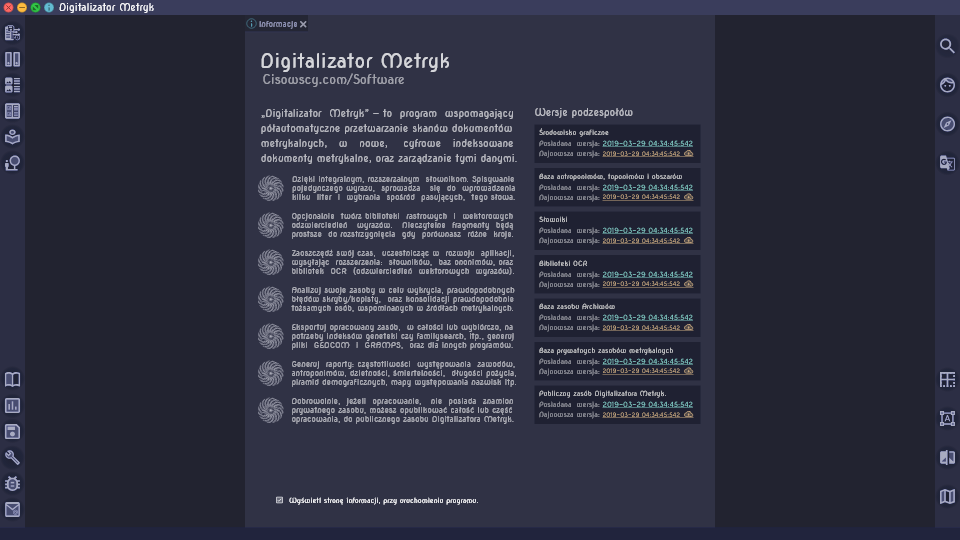 Digitalizator Metryk
Informacje
Digitalizator Metryk
Cisowscy.com/Software
„Digitalizator Metryk” – to program wspomagający
półautomatyczne przetwarzanie skanów dokumentów
metrykalnych, w nowe, cyfrowe indeksowane
dokumenty metrykalne, oraz zarządzanie tymi danymi.
Dzięki integralnym, rozszerzalnym słownikom. Spisywanie
pojedynczego wyrazu, sprowadza się do wprowadzenia
kilku liter i wybrania spośród pasujących, tego słowa.
Opcjonalnie twórz biblioteki rastrowych i wektorowych
odzwierciedleń wyrazów. Nieczytelne fragmenty będą
prostsze do rozstrzygnięcia gdy porównasz różne kroje.
Zaoszczędź swój czas, uczestnicząc w rozwoju aplikacji,
wysyłając rozszerzenia: słowników, baz ononimów, oraz
bibliotek OCR (odzwierciedleń wektorowych wyrazów).
Analizuj swoje zasoby w celu wykrycia, prawdopodobnych
błędów skryby/kopisty, oraz konsolidacji prawdopodobnie
tożsamych osób, wspominanych w źródłach metrykalnych.
Eksportuj opracowany zasób, w całości lub wybiórczo, na
potrzeby indeksów geneteki czy familysearch, itp., generuj
pliki GEDCOM i GRAMPS, oraz dla innych programów.
Generuj raporty: częstotliwości występowania zawodów,
antroponimów, dzietności, śmiertelności, długości pożycia,
piramid demograficznych, mapy występowania nazwisk itp.
Dobrowolnie, jeżeli opracowanie, nie posiada znamion
prywatnego zasobu, możesz opublikować całość lub część
opracowania, do publicznego zasobu Digitalizatora Metryk.
Wersje podzespołów
Środowisko graficzne
Posiadana wersja: 2019-03-29 04:34:45:542
Najnowsza wersja: 2019-03-29 04:34:45:542
Baza antroponimów, toponimów i obszarów
Posiadana wersja: 2019-03-29 04:34:45:542
Najnowsza wersja: 2019-03-29 04:34:45:542
Słowniki
Posiadana wersja: 2019-03-29 04:34:45:542
Najnowsza wersja: 2019-03-29 04:34:45:542
Biblioteki OCR
Posiadana wersja: 2019-03-29 04:34:45:542
Najnowsza wersja: 2019-03-29 04:34:45:542
Baza zasobu Archiwów
Posiadana wersja: 2019-03-29 04:34:45:542
Najnowsza wersja: 2019-03-29 04:34:45:542
Baza prywatnych zasobów metrykalnych
Posiadana wersja: 2019-03-29 04:34:45:542
Najnowsza wersja: 2019-03-29 04:34:45:542
Publiczny zasób Digitalizatora Metryk.
Posiadana wersja: 2019-03-29 04:34:45:542
Najnowsza wersja: 2019-03-29 04:34:45:542
Wyświetl stronę informacji, przy uruchomieniu programu.